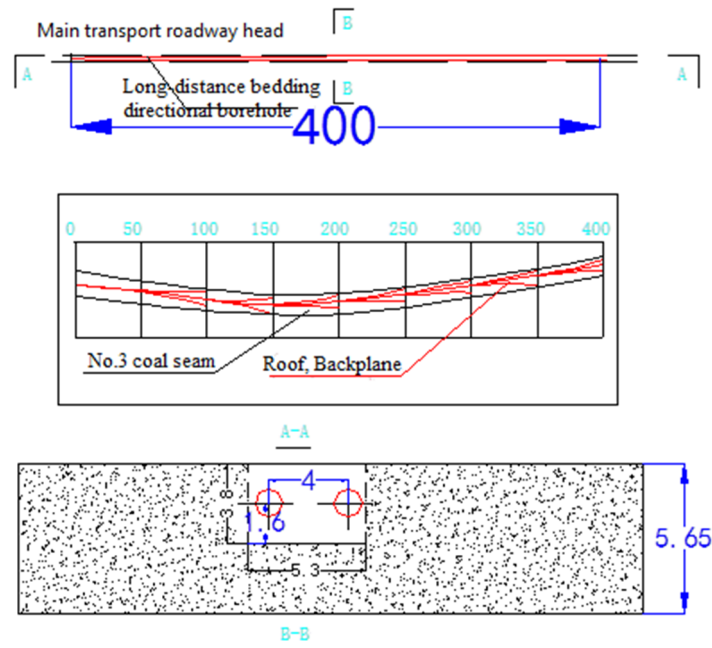 Main transport roadway head
B
A
A
Long-distance bedding
B
directional borehole
400
0 50 100 150 200 250 300 350 400
No.3 coal seam
Roof, Backplane
A-A
4
3.8
1.6
5.3
5.65
B-B